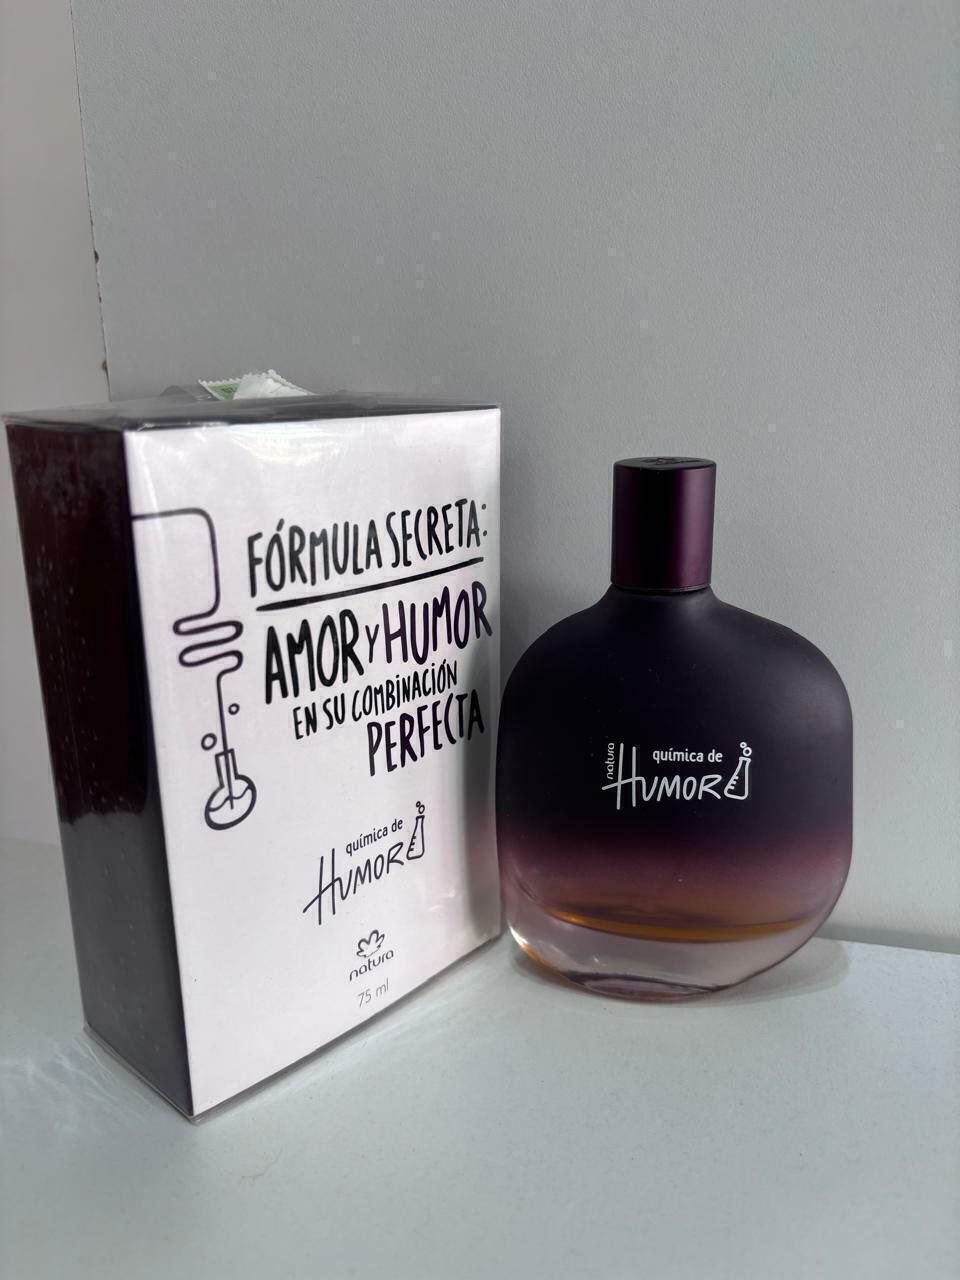 FÓRMULA SECRETA:
AMOR Y HUMOR
EN SU COMBINACIÓN
PERFECTA
química de
HUMOR
natura
75 ml
natura
química de
HUMOR